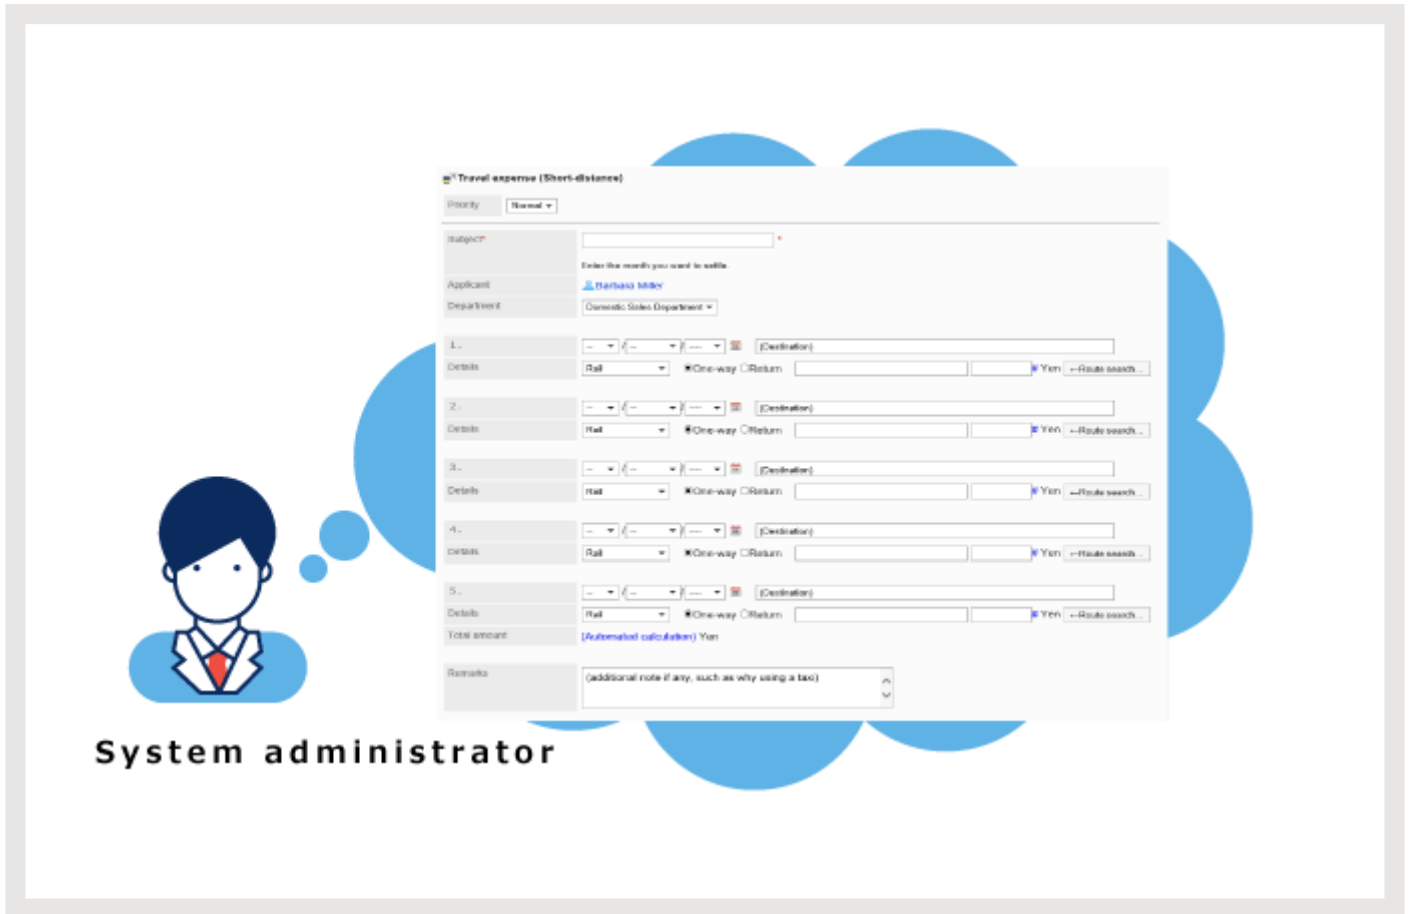 Travel expense (Short-distance)
Priority Normal
Subject* *
Enter the month you want to settle.
Applicant Barbara Miller
Department Domestic Sales Department
1. -- / -- / ---- (Destination)
Details Rail One-way Return Yen ←Route search...
2. -- / -- / ---- (Destination)
Details Rail One-way Return Yen ←Route search...
3. -- / -- / ---- (Destination)
Details Rail One-way Return Yen ←Route search...
4. -- / -- / ---- (Destination)
Details Rail One-way Return Yen ←Route search...
5. -- / -- / ---- (Destination)
Details Rail One-way Return Yen ←Route search...
Total amount (Automated calculation) Yen
Remarks (additional note if any, such as why using a taxi)
System administrator